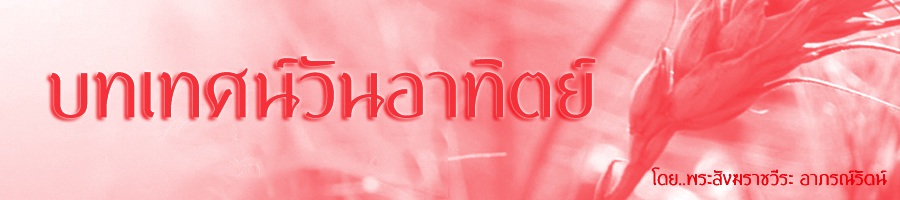 บทเทศน์วันอาทิตย์
โดย..พระสังฆราชวีระ อาภรณ์รัตน์